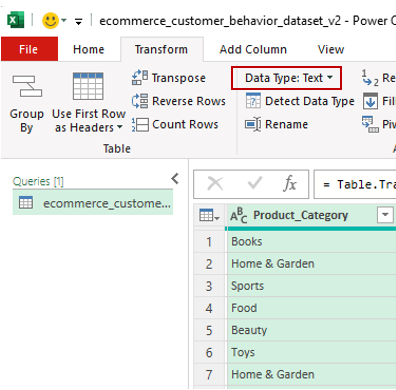 ecommerce_customer_behavior_dataset_v2 - Power
File Home Transform Add Column View
Group By
Use First Row as Headers
Transpose
Reverse Rows
Count Rows
Table
Data Type: Text
Detect Data Type
Rename
Re
Fill
Piv
Queries [1]
ecommerce_custome...
fx
= Table.Tra
ABC Product_Category
1 Books
2 Home & Garden
3 Sports
4 Food
5 Beauty
6 Toys
7 Home & Garden